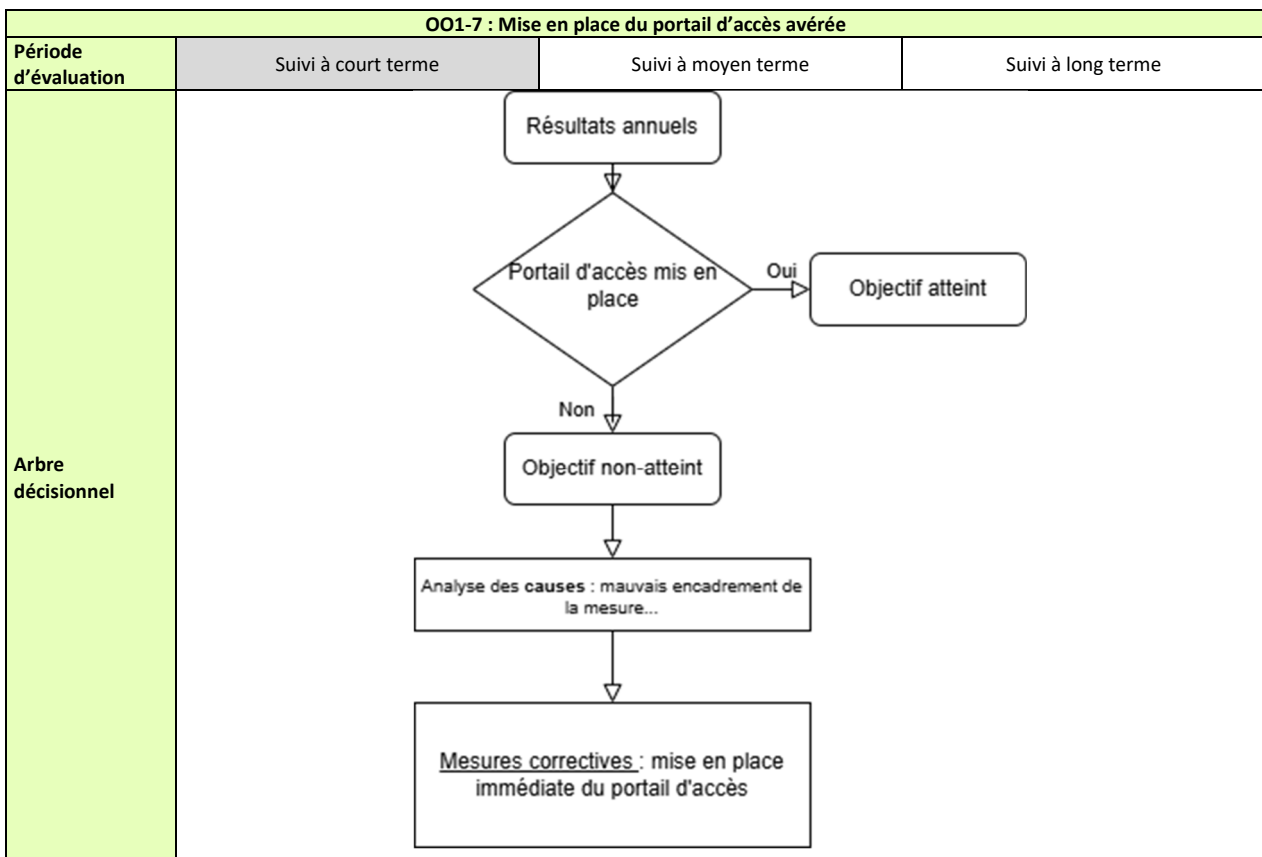 OO1-7 : Mise en place du portail d’accès avérée
Période
d’évaluation
Suivi à court terme
Suivi à moyen terme
Suivi à long terme
Arbre
décisionnel
Résultats annuels
Portail d'accès mis en
place
Oui
Objectif atteint
Non
Objectif non-atteint
Analyse des causes : mauvais encadrement de
la mesure...
Mesures correctives : mise en place
immédiate du portail d'accès